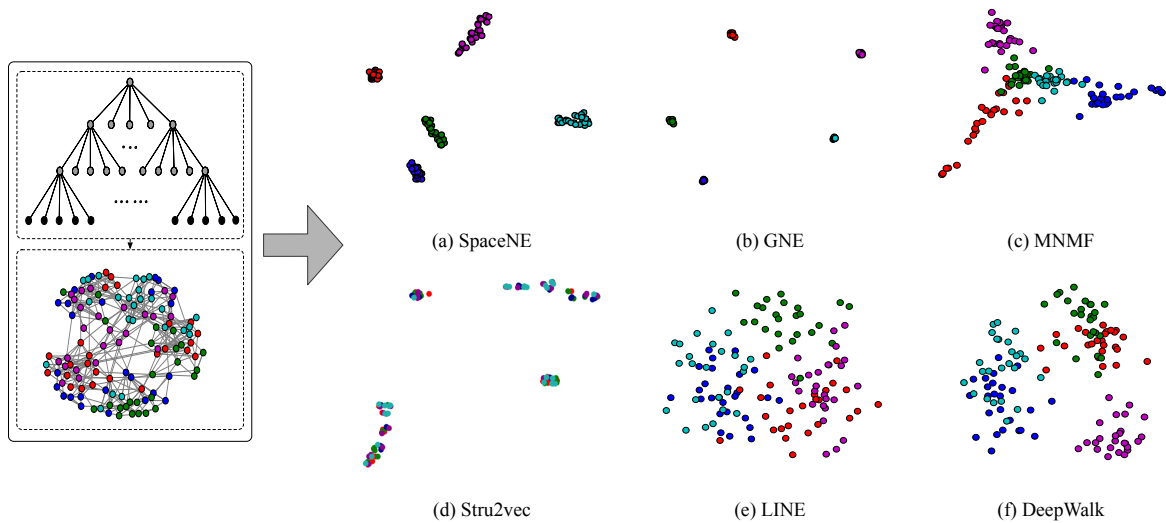 (a) SpaceNE
(b) GNE
(c) MNMF
(d) Stru2vec
(e) LINE
(f) DeepWalk